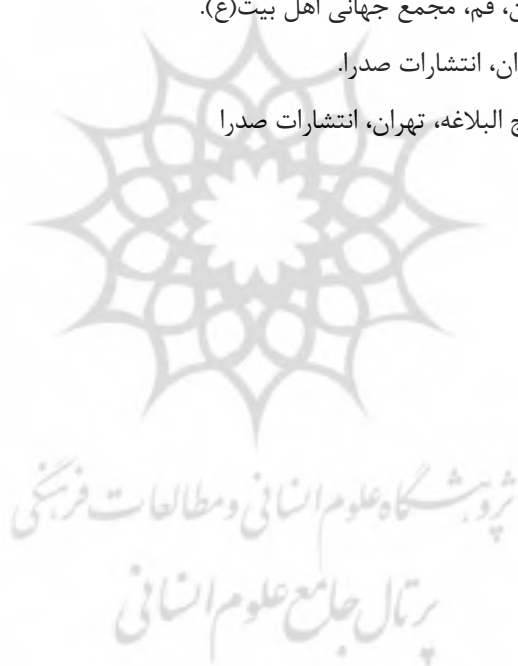 ن، قم، مجمع جهانی اهل بیت(ع).
ان، انتشارات صدرا.
ج البلاغه، تهران، انتشارات صدرا
پژوهشگاه علوم انسانی و مطالعات فرهنگی
پرتال جامع علوم انسانی